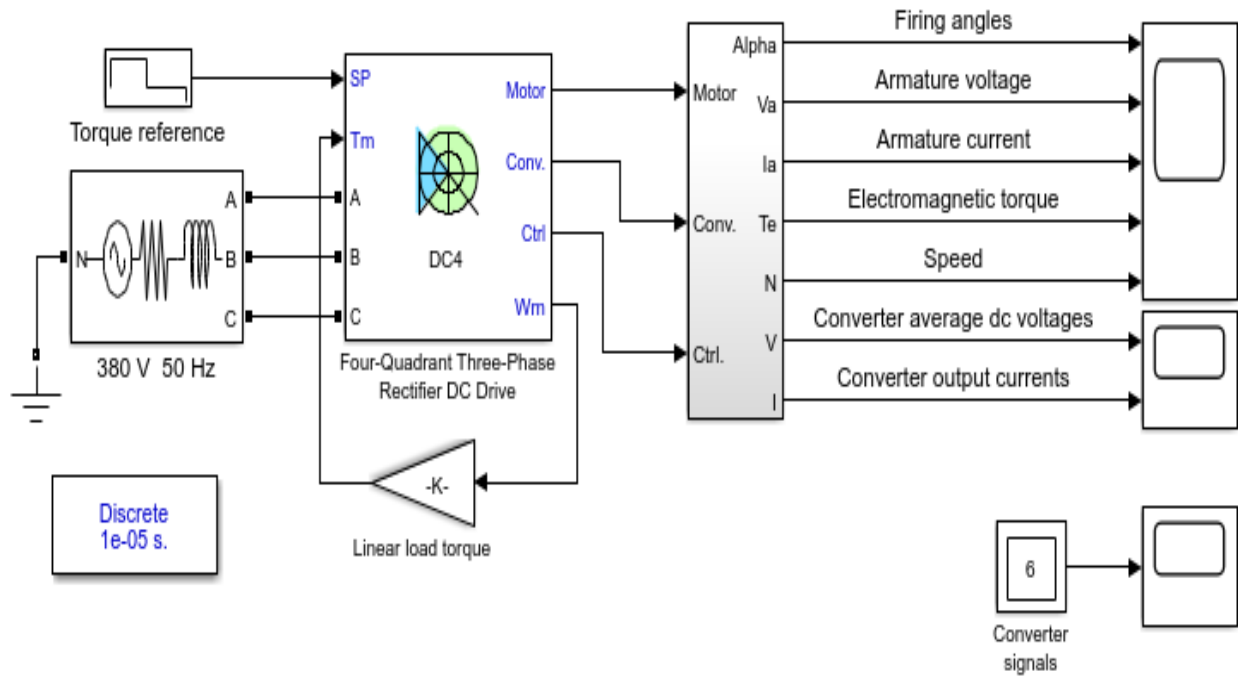 Torque reference
N
A
B
C
380 V 50 Hz
Discrete
1e-05 s.
SP
Tm
A
B
C
Motor
Conv.
Ctrl
Wm
DC4
Four-Quadrant Three-Phase
Rectifier DC Drive
-K-
Linear load torque
Motor
Conv.
Ctrl.
Alpha
Va
Ia
Te
N
V
I
Firing angles
Armature voltage
Armature current
Electromagnetic torque
Speed
Converter average dc voltages
Converter output currents
6
Converter
signals